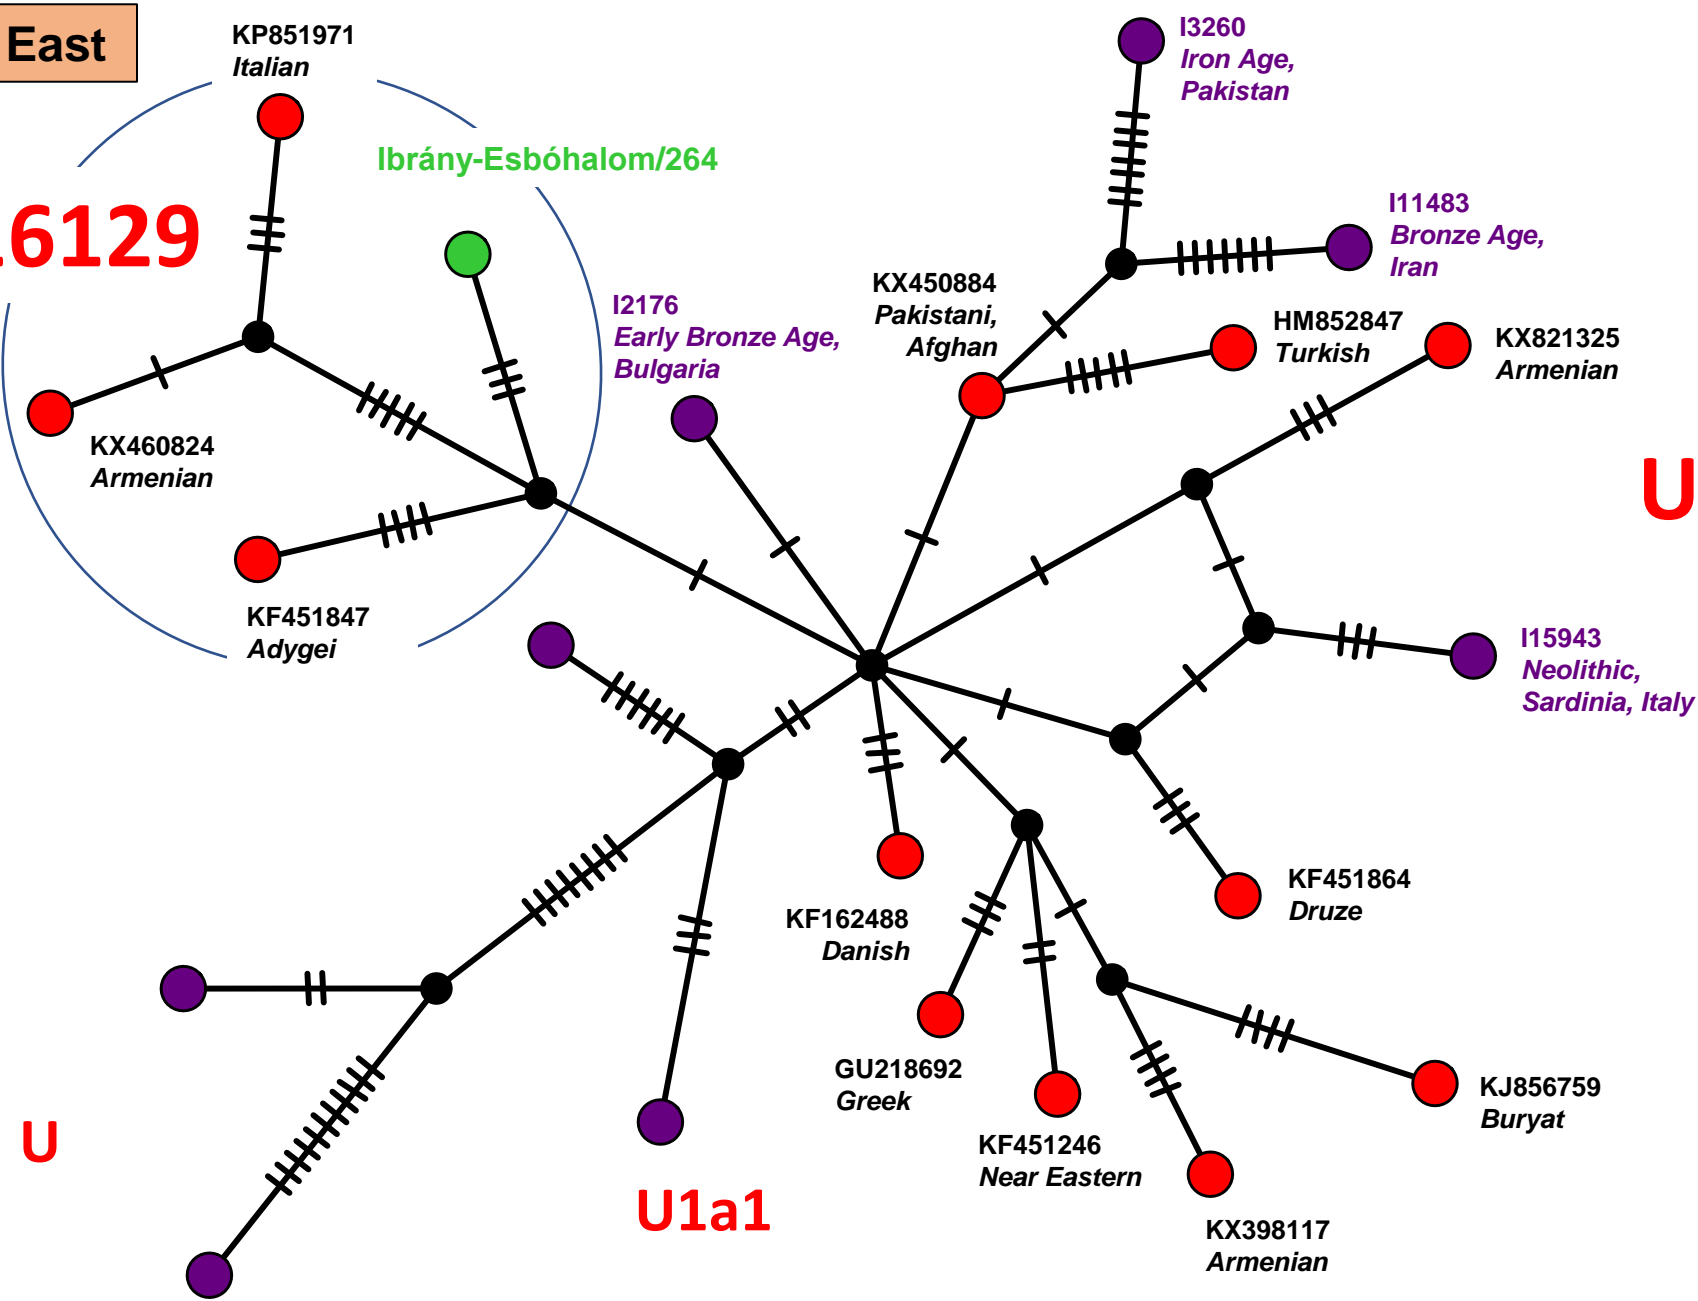 East
KP851971
Italian
Ibrány-Esbóhalom/264
16129
KX460824
Armenian
KF451847
Adygei
I2176
Early Bronze Age,
Bulgaria
I3260
Iron Age,
Pakistan
I11483
Bronze Age,
Iran
KX450884
Pakistani,
Afghan
HM852847
Turkish
KX821325
Armenian
U
I15943
Neolithic,
Sardinia, Italy
KF451864
Druze
KF162488
Danish
GU218692
Greek
KF451246
Near Eastern
KJ856759
Buryat
KX398117
Armenian
U
U1a1